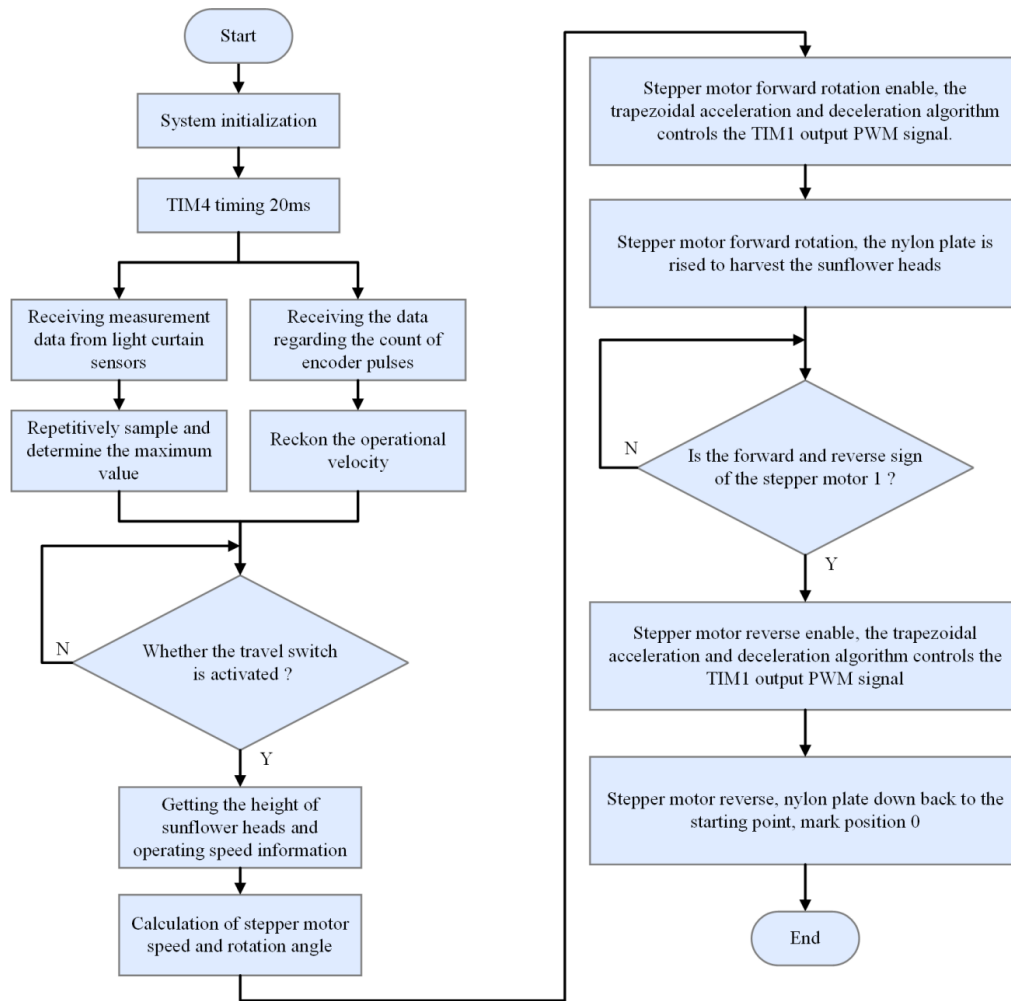 Start
System initialization
TIM4 timing 20ms
Receiving measurement
data from light curtain
sensors
Receiving the data
regarding the count of
encoder pulses
Repetitively sample and
determine the maximum
value
Reckon the operational
velocity
Whether the travel switch
is activated ?
N
Y
Getting the height of
sunflower heads and
operating speed information
Calculation of stepper motor
speed and rotation angle
Stepper motor forward rotation enable, the
trapezoidal acceleration and deceleration algorithm
controls the TIM1 output PWM signal.
Stepper motor forward rotation, the nylon plate is
rised to harvest the sunflower heads
N
Is the forward and reverse sign
of the stepper motor 1 ?
Y
Stepper motor reverse enable, the trapezoidal
acceleration and deceleration algorithm controls the
TIM1 output PWM signal
Stepper motor reverse, nylon plate down back to the
starting point, mark position 0
End